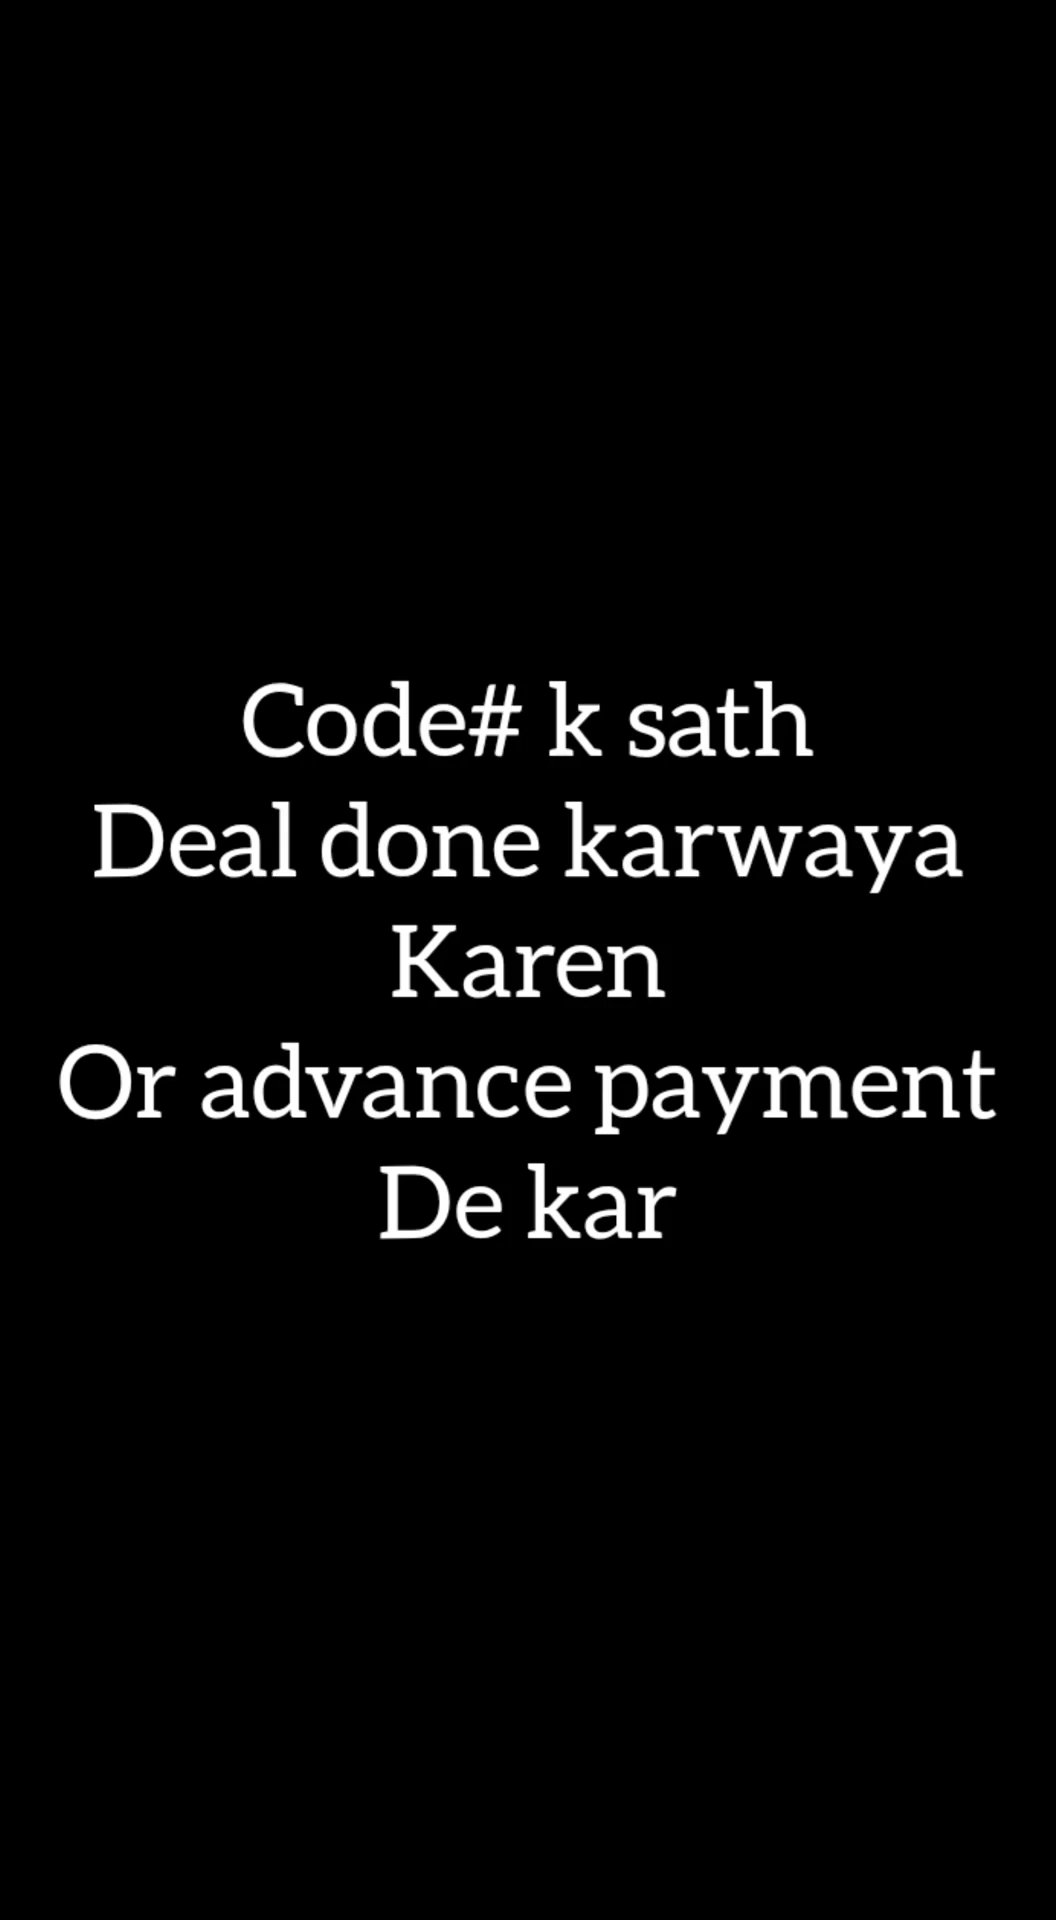 Code# k sath
Deal done karwaya
Karen
Or advance payment
De kar